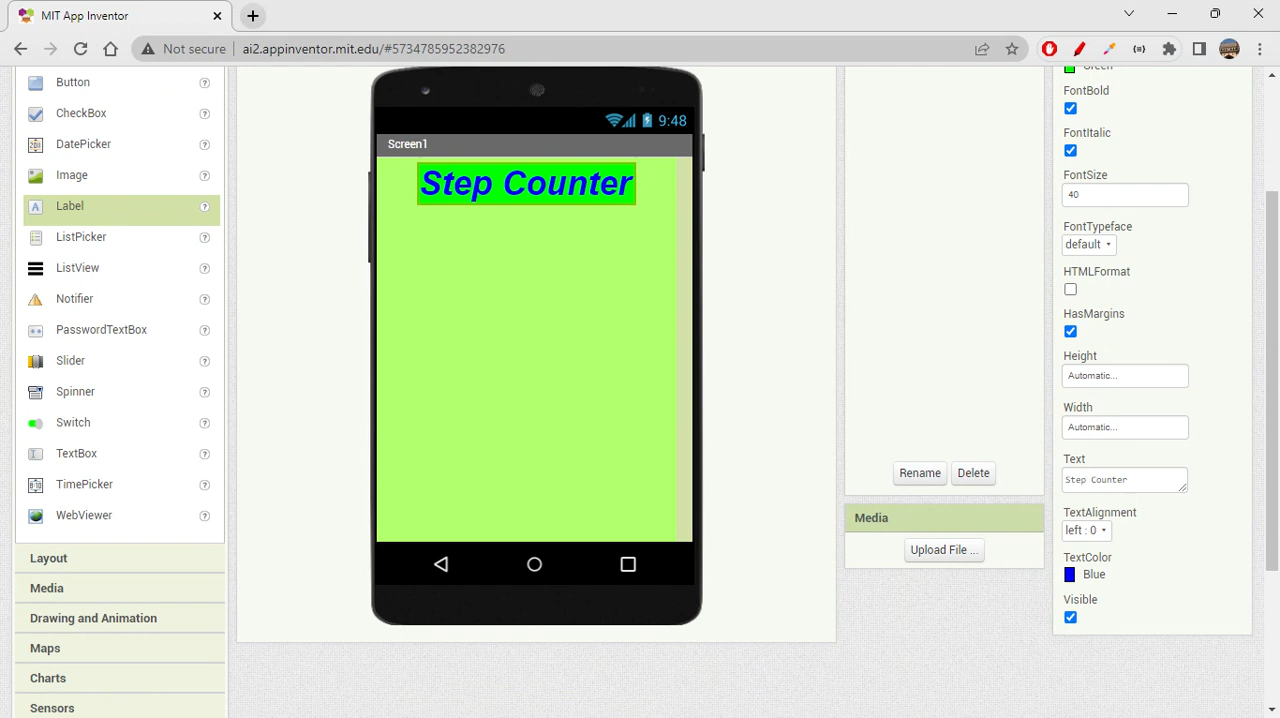 MIT App Inventor
Not secure
ai2.appinventor.mit.edu/#5734785952382976
Button
CheckBox
DatePicker
Image
Label
ListPicker
ListView
Notifier
PasswordTextBox
Slider
Spinner
Switch
TextBox
TimePicker
WebViewer
Layout
Media
Drawing and Animation
Maps
Charts
Sensors
9:48
Screen1
Step Counter
Rename
Delete
Media
Upload File ...
Green
FontBold
FontItalic
FontSize
40
FontTypeface
default
HTMLFormat
HasMargins
Height
Automatic...
Width
Automatic...
Text
Step Counter
TextAlignment
left : 0
TextColor
Blue
Visible